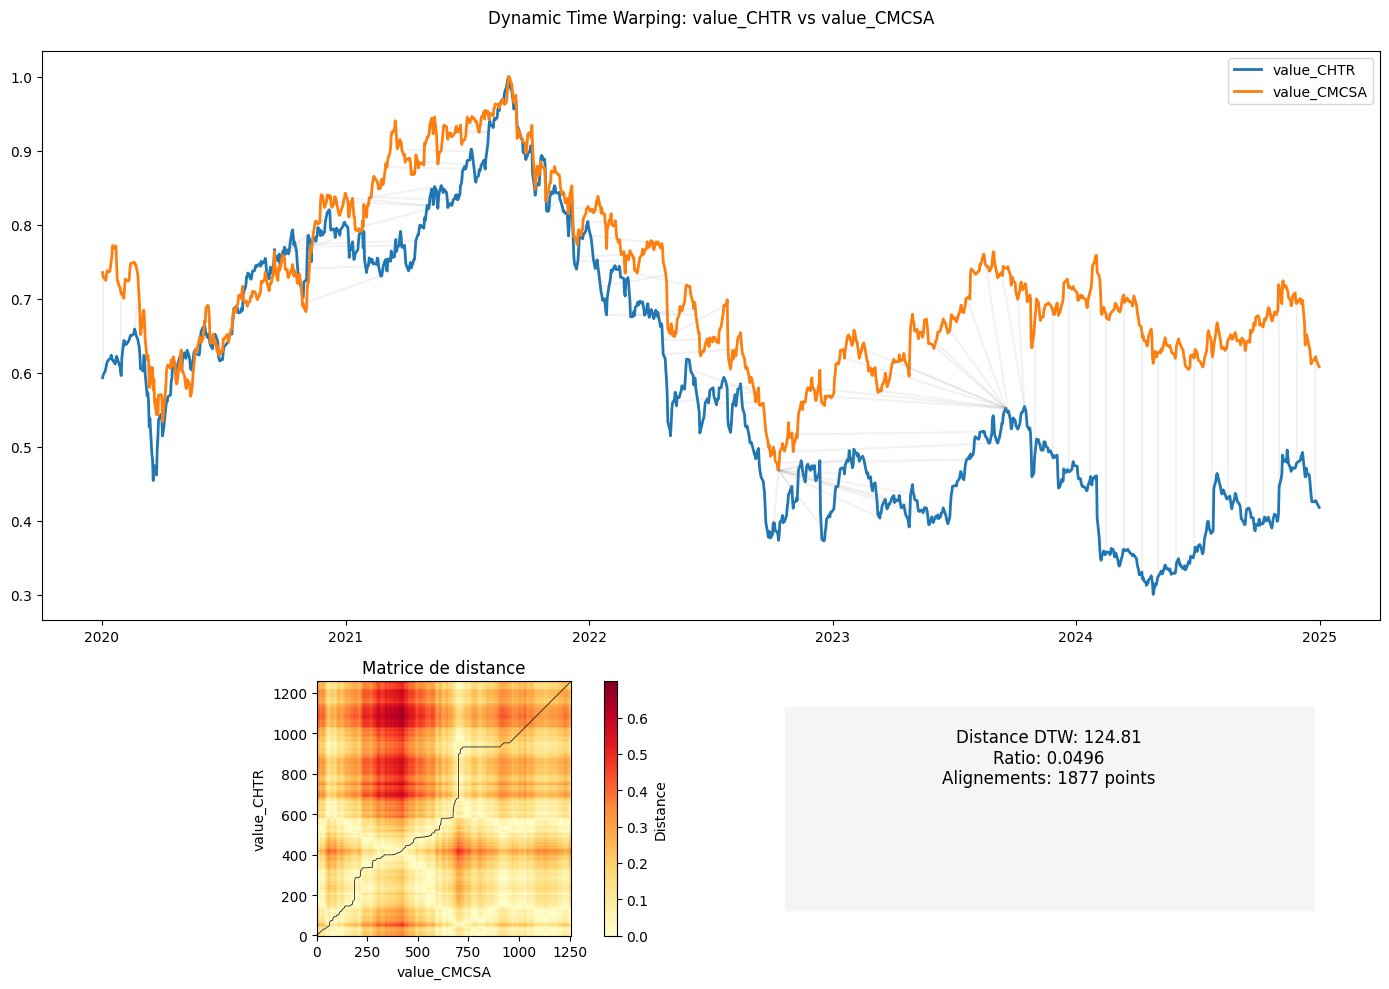 Dynamic Time Warping: value_CHTR vs value_CMCSA
value_CHTR
value_CMCSA
1.0
0.9
0.8
0.7
0.6
0.5
0.4
0.3
2020 2021 2022 2023 2024 2025
Matrice de distance
1200
1000
800
600
400
200
0
value_CHTR
0 250 500 750 1000 1250
value_CMCSA
0.6
0.5
0.4
0.3
0.2
0.1
0.0
Distance
Distance DTW: 124.81
Ratio: 0.0496
Alignements: 1877 points